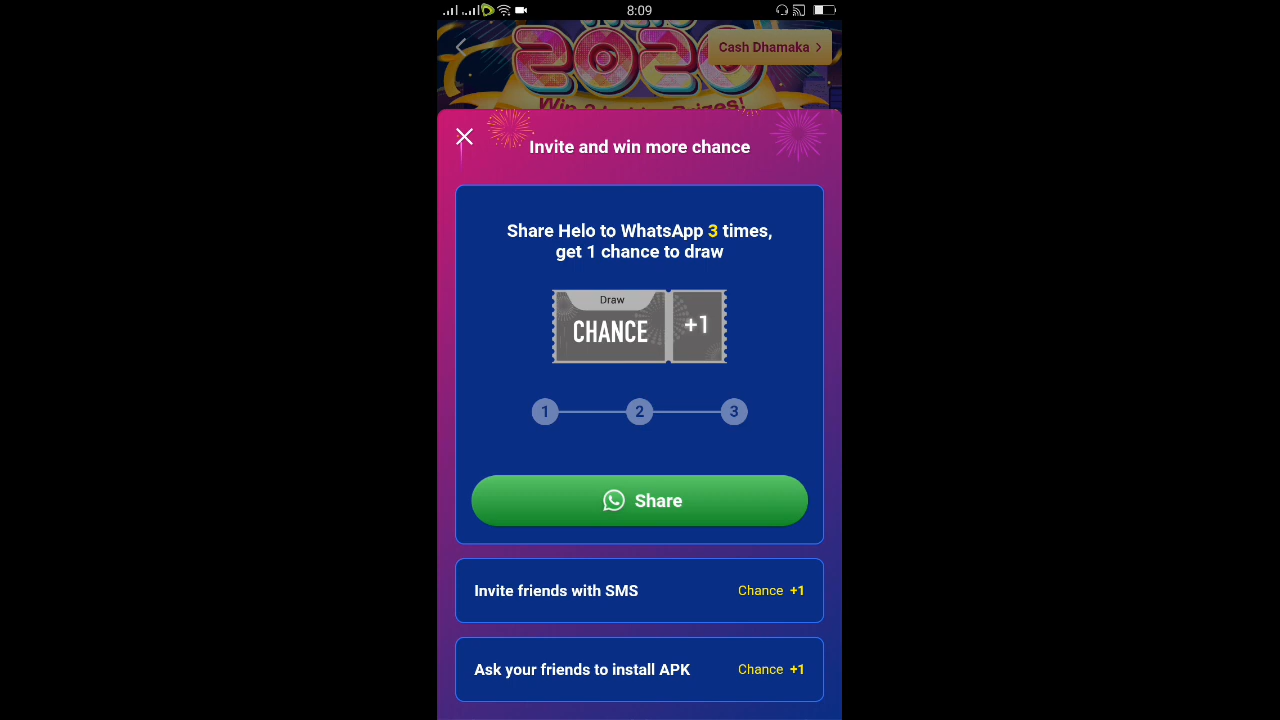 8:09
2020
Cash Dhamaka >
Invite and win more chance
Share Helo to WhatsApp 3 times,
get 1 chance to draw
Draw
CHANCE
+1
1
2
3
Share
Invite friends with SMS
Chance +1
Ask your friends to install APK
Chance +1